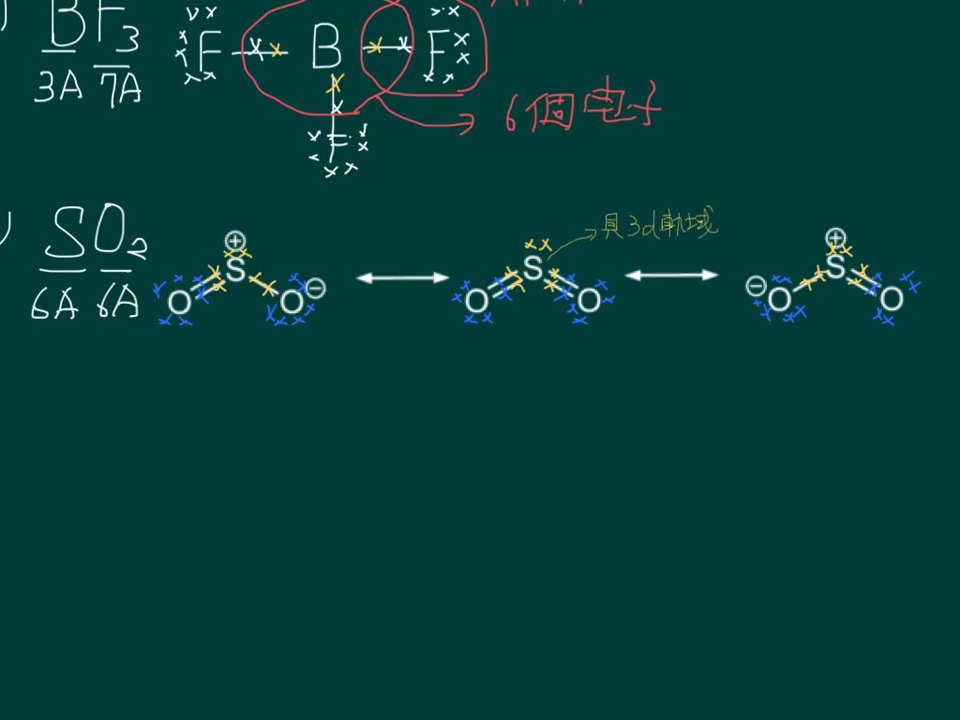 BF₃
3A 7A
F B F
F
6個电子
SO₂
6A 6A
具3d軌域
⊕ S O O ⊖
S O O
⊕ S ⊖ O O